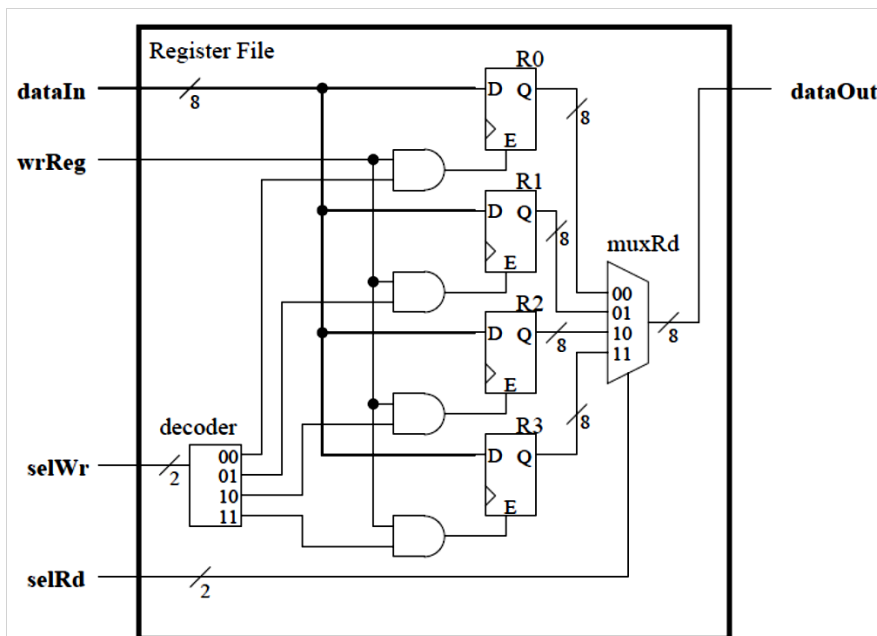 Register File
R0
dataIn
8
D Q
8
dataOut
E
wrReg
R1
D Q
8
muxRd
E
00
R2
01
D Q
8
10
8
11
E
decoder
R3
8
00
D Q
selWr
2
01
10
11
E
selRd
2